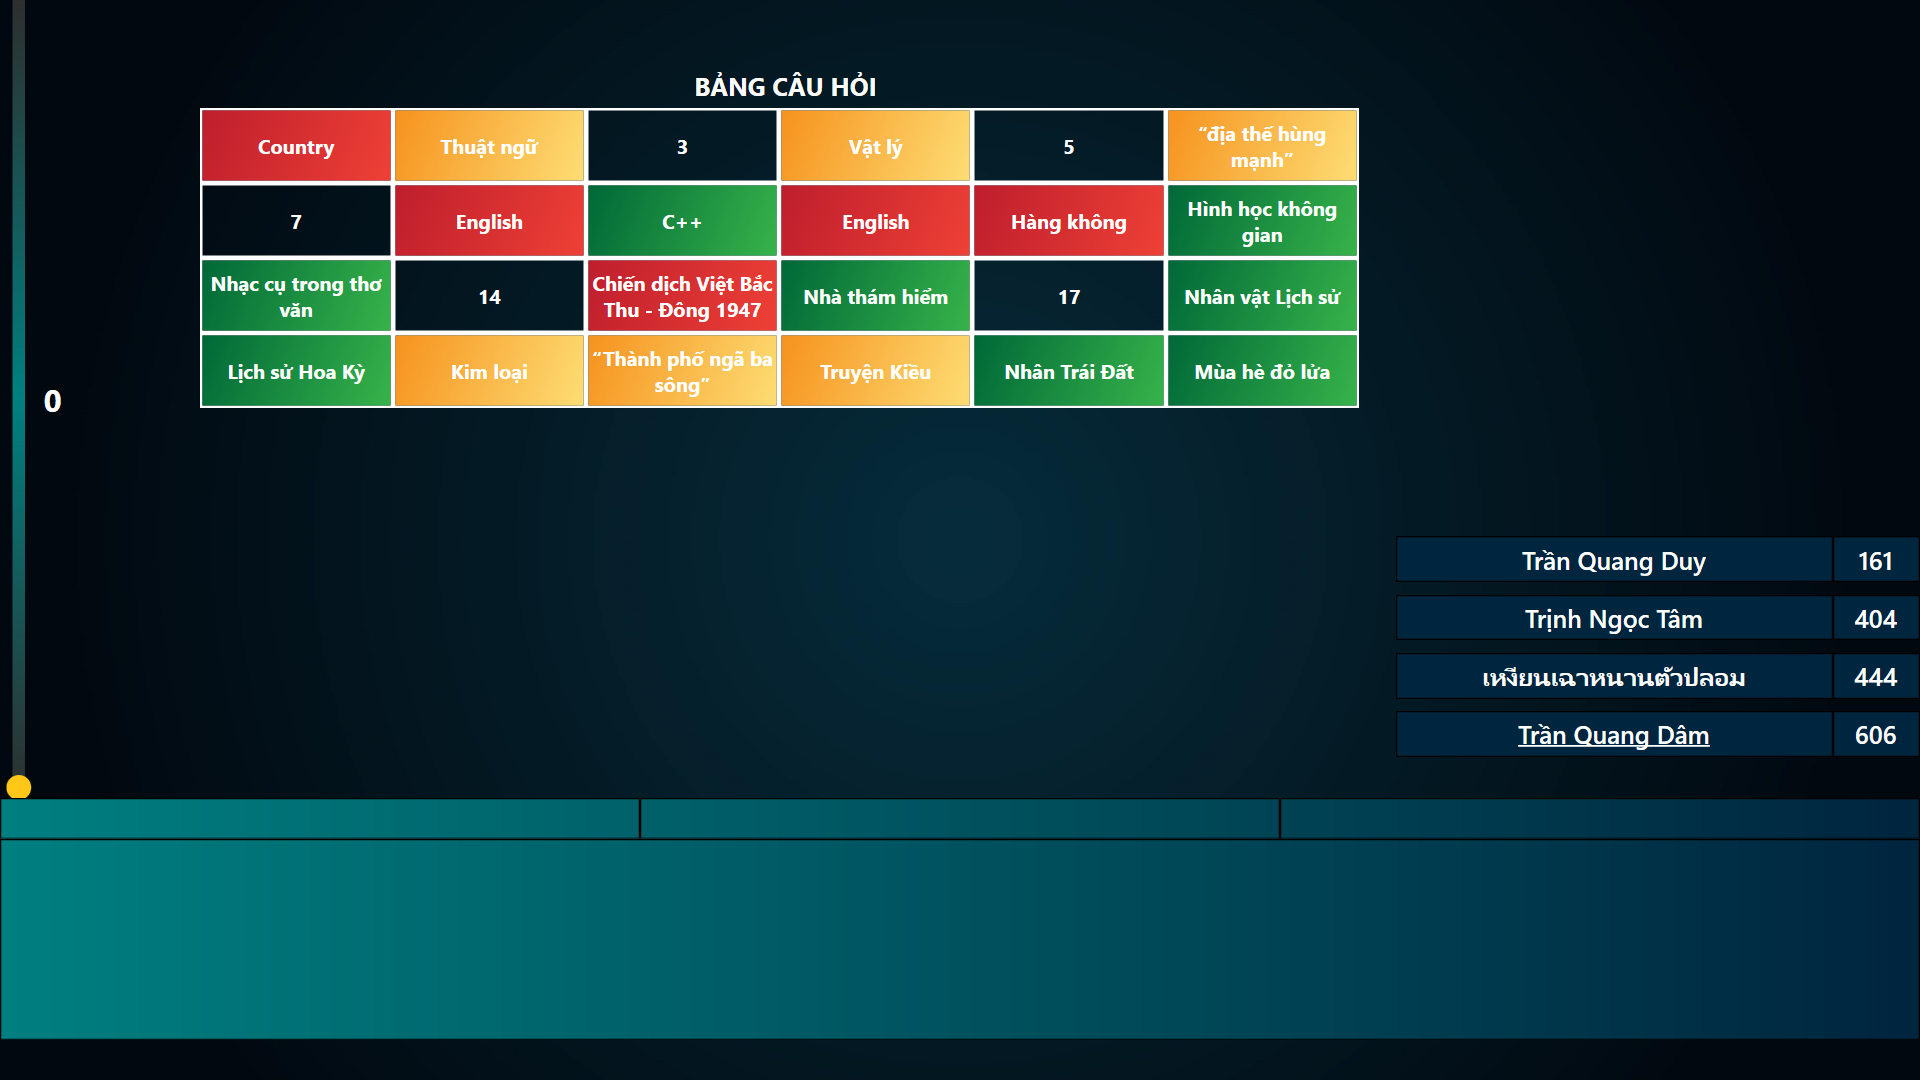 BẢNG CÂU HỎI
Country
Thuật ngữ
3
Vật lý
5
“địa thế hùng
mạnh”
7
English
C++
English
Hàng không
Hình học không
gian
Nhạc cụ trong thơ
văn
14
Chiến dịch Việt Bắc
Thu - Đông 1947
Nhà thám hiểm
17
Nhân vật Lịch sử
Lịch sử Hoa Kỳ
Kim loại
“Thành phố ngã ba
sông”
Truyện Kiều
Nhân Trái Đất
Mùa hè đỏ lửa
0
Trần Quang Duy 161
Trịnh Ngọc Tâm 404
เหงียนเฉาหนานตัวปลอม 444
Trần Quang Dâm 606